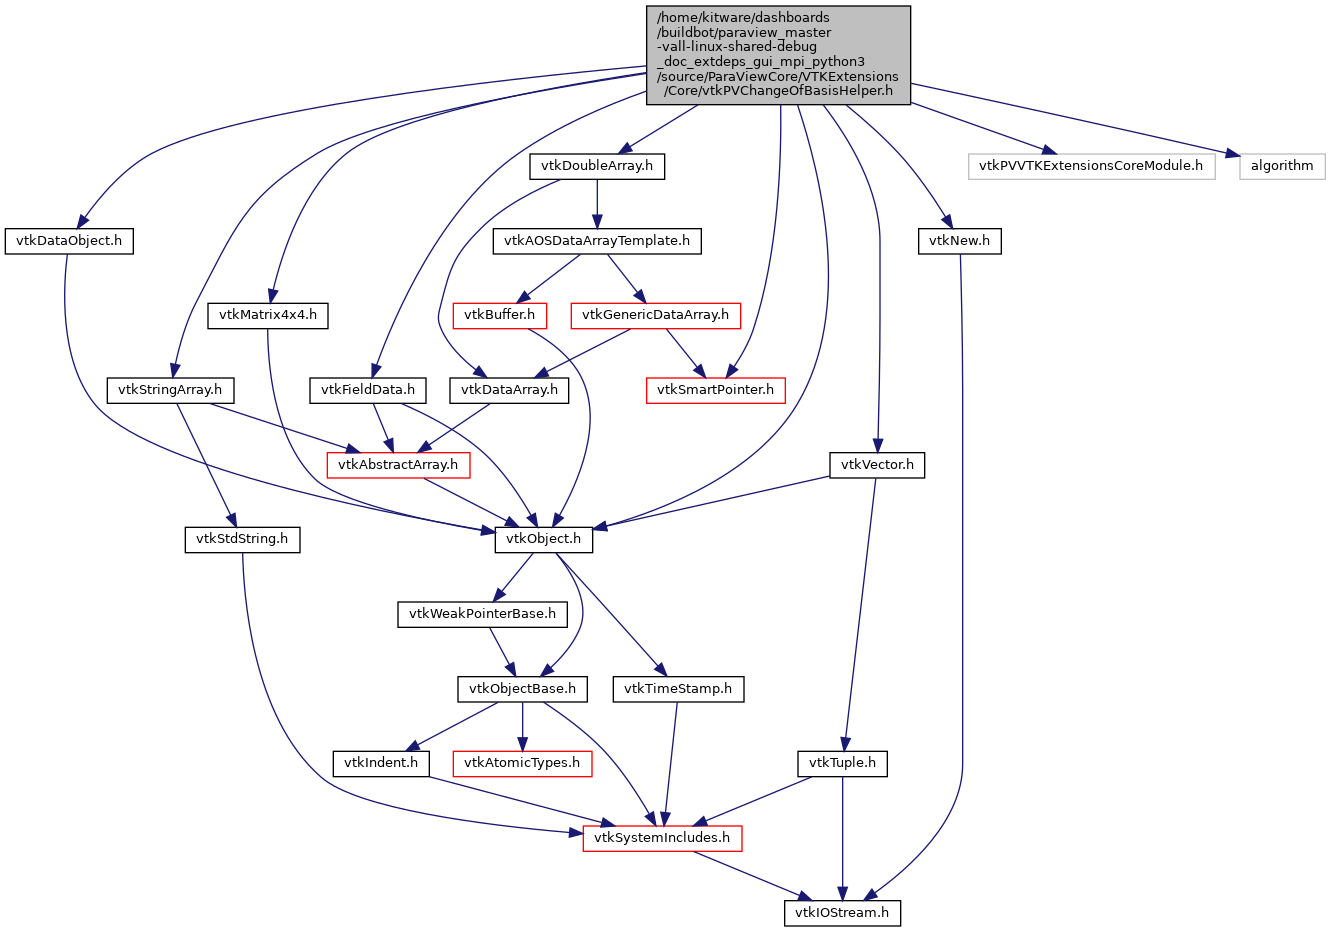 /home/kitware/dashboards
/buildbot/paraview_master
-vall-linux-shared-debug
_doc_extdeps_gui_mpi_python3
/source/ParaViewCore/VTKExtensions
/Core/vtkPVChangeOfBasisHelper.h
vtkDoubleArray.h
vtkPVVTKExtensionsCoreModule.h
algorithm
vtkDataObject.h
vtkAOSDataArrayTemplate.h
vtkNew.h
vtkMatrix4x4.h
vtkBuffer.h
vtkGenericDataArray.h
vtkStringArray.h
vtkFieldData.h
vtkDataArray.h
vtkSmartPointer.h
vtkAbstractArray.h
vtkVector.h
vtkStdString.h
vtkObject.h
vtkWeakPointerBase.h
vtkObjectBase.h
vtkTimeStamp.h
vtkIndent.h
vtkAtomicTypes.h
vtkTuple.h
vtkSystemIncludes.h
vtkIOStream.h